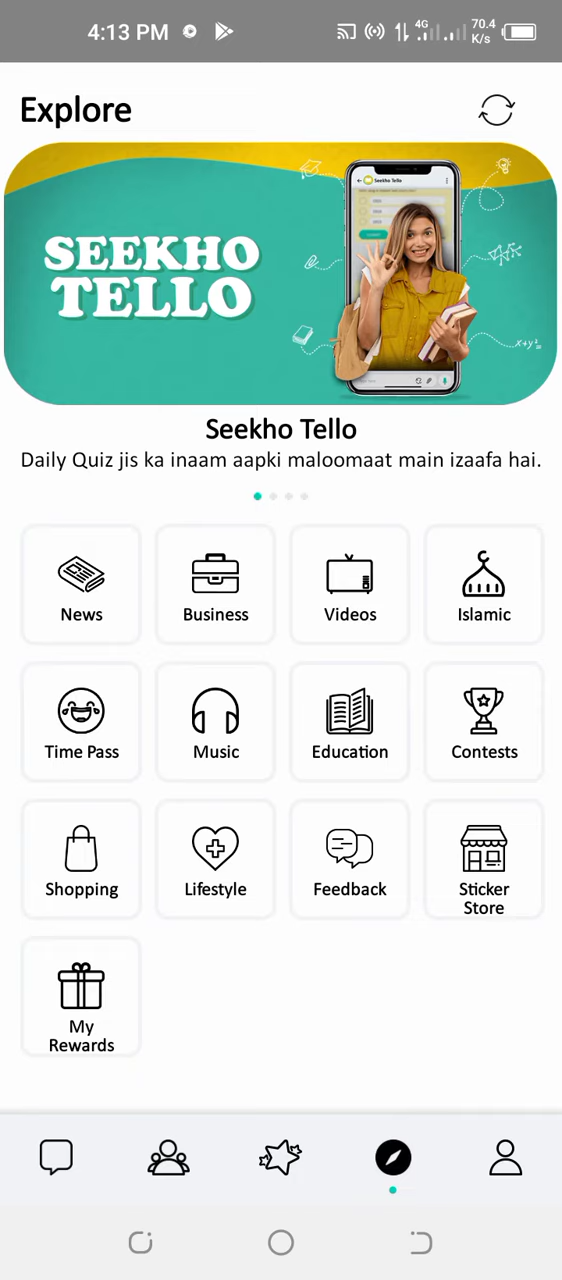 4:13 PM 4G 70.4 K/s
Explore
Seekho Tello
SEEKHO
TELLO
x+y²=
Seekho Tello
Daily Quiz jis ka inaam aapki maloomaat main izaafa hai.
News Business Videos Islamic
Time Pass Music Education Contests
Shopping Lifestyle Feedback Sticker
Store
My
Rewards